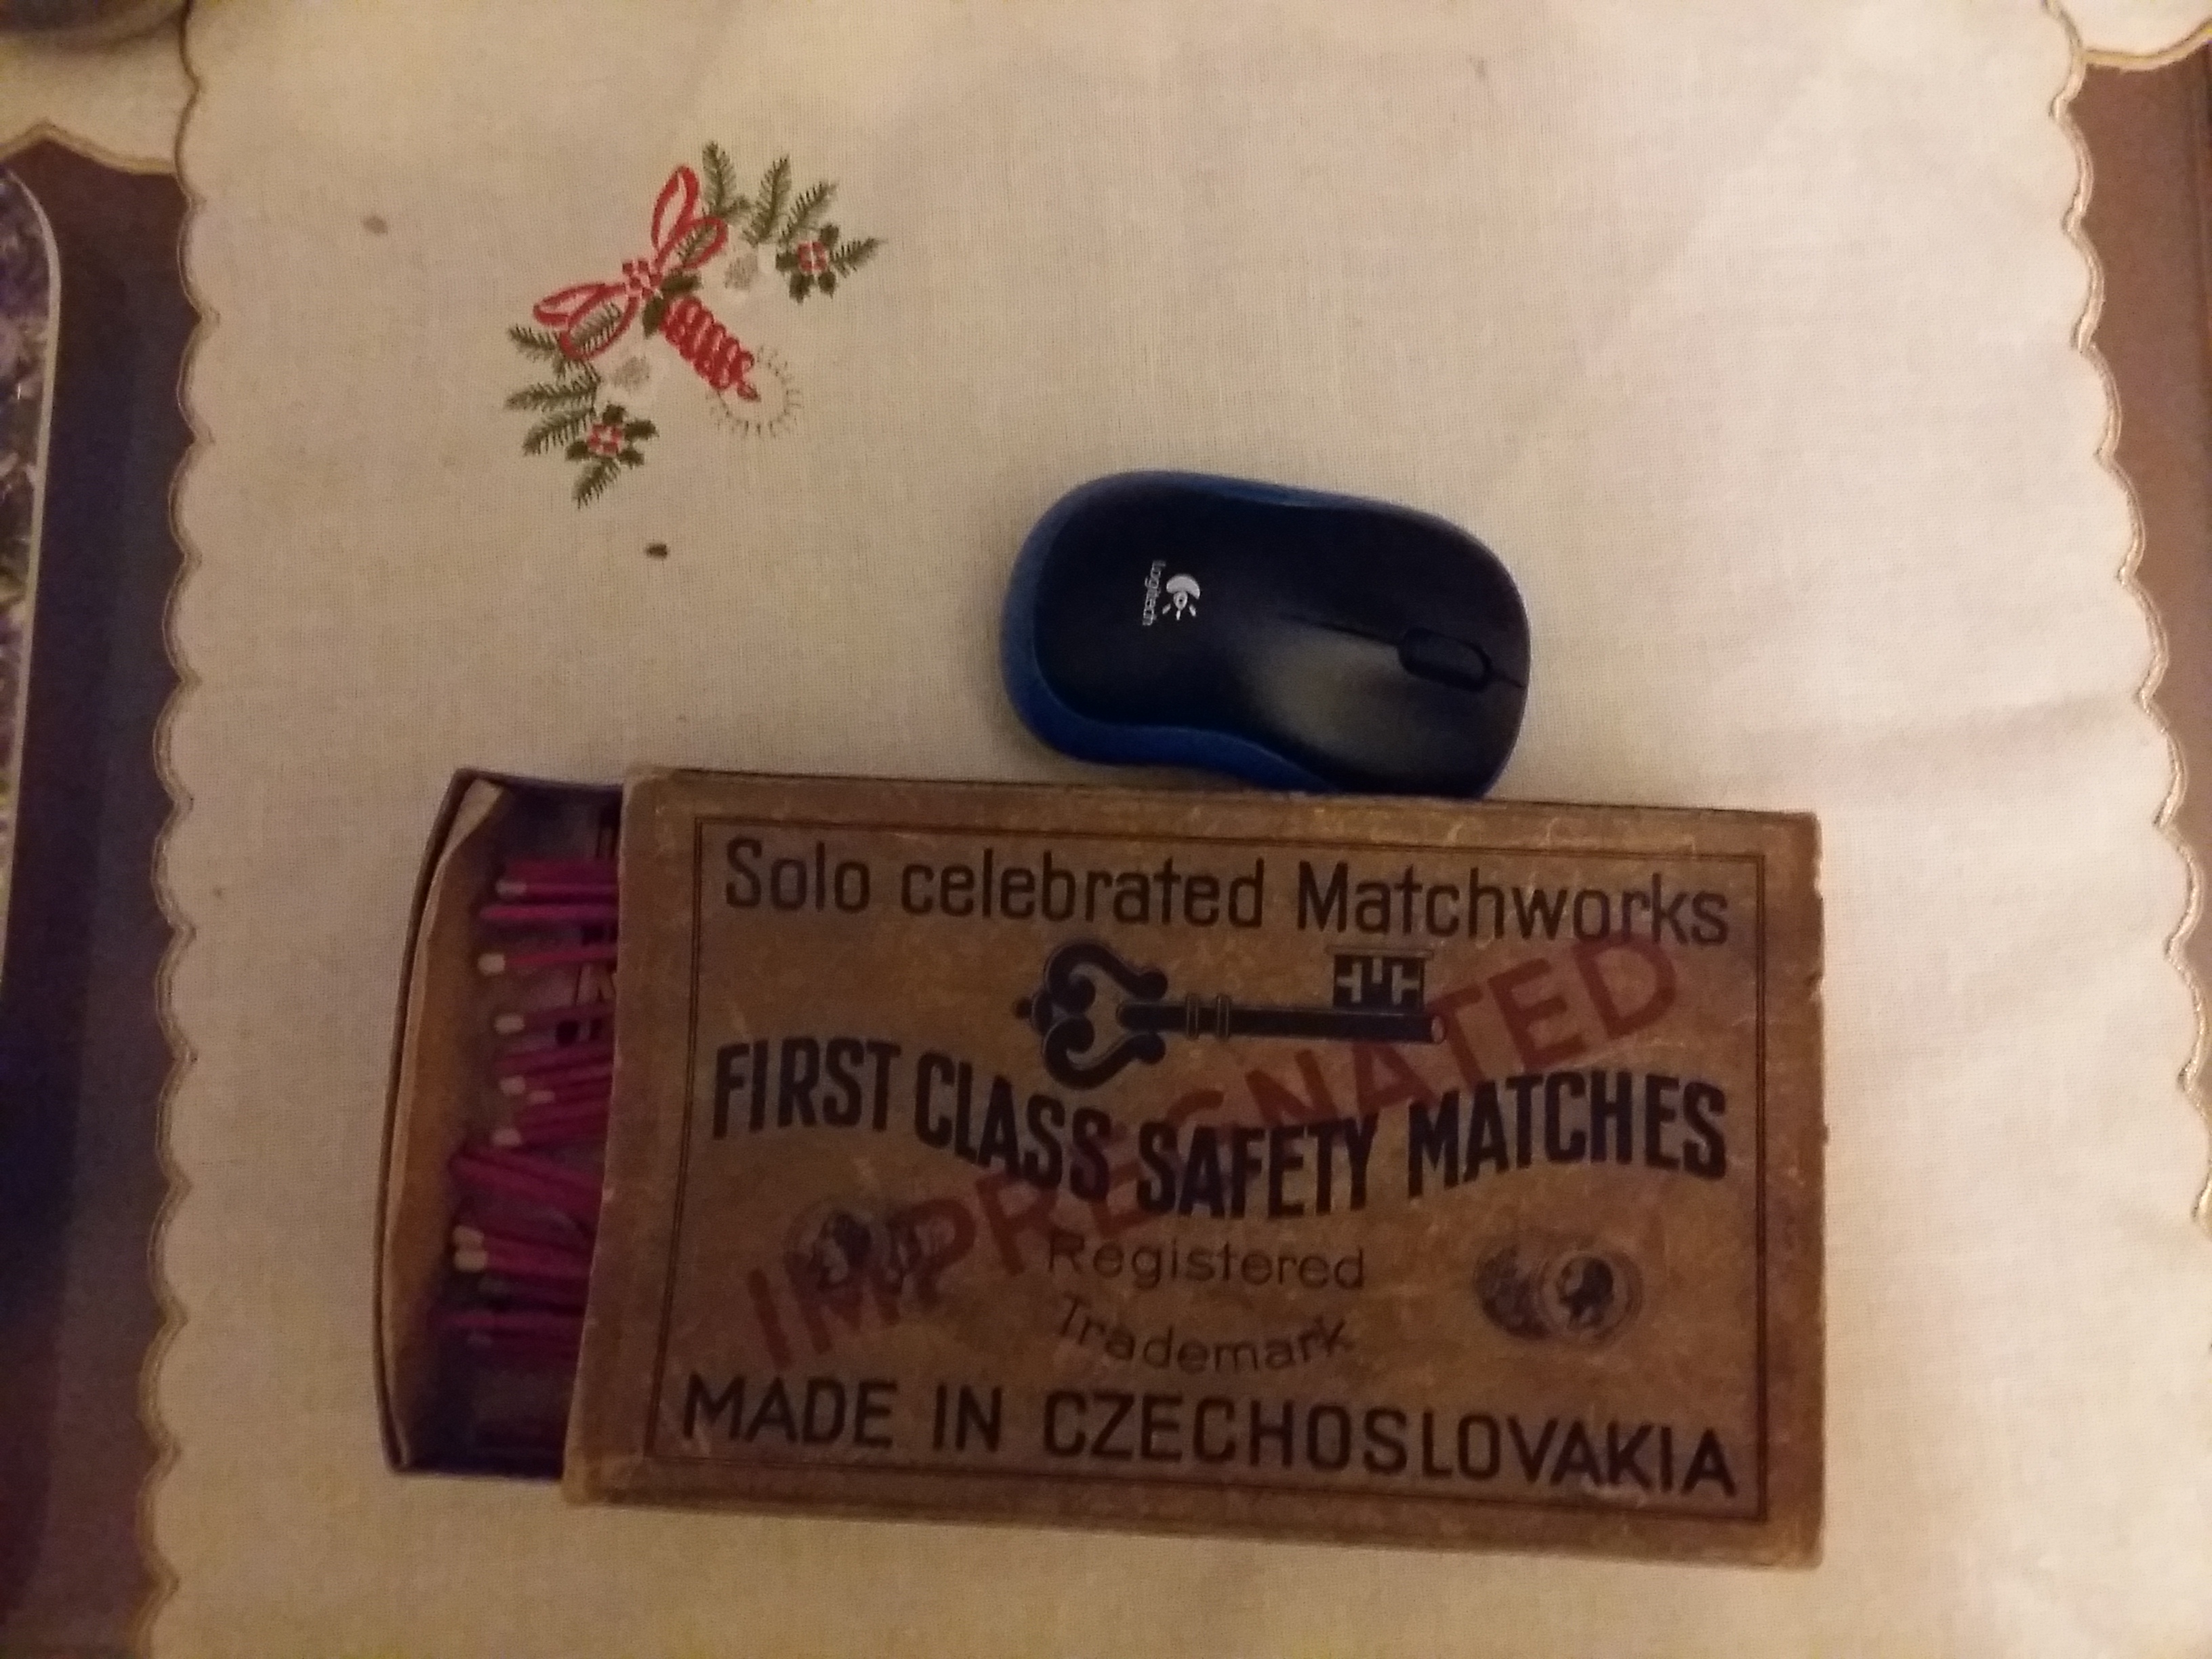 logitech
Solo celebrated Matchworks
FIRST CLASS SAFETY MATCHES
IMPREGNATED
Registered
Trademark
MADE IN CZECHOSLOVAKIA